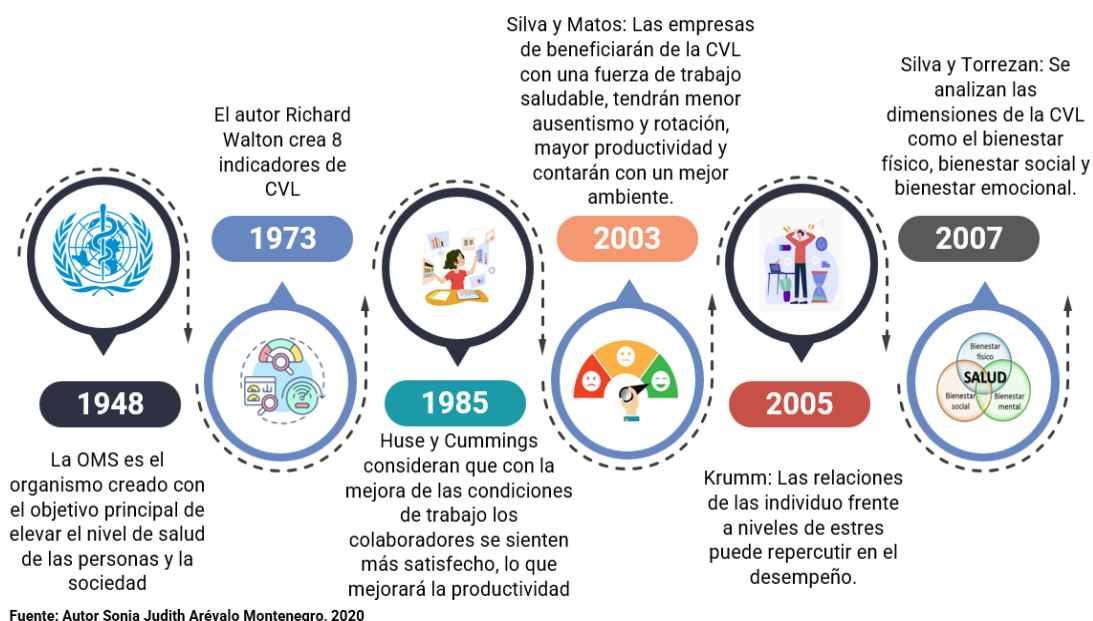 1948
La OMS es el
organismo creado con
el objetivo principal de
elevar el nivel de salud
de las personas y la
sociedad
El autor Richard
Walton crea 8
indicadores de
CVL
1973
1985
Huse y Cummings
consideran que con la
mejora de las condiciones
de trabajo los
colaboradores se sienten
más satisfecho, lo que
mejorará la productividad
Silva y Matos: Las empresas
de beneficiarán de la CVL
con una fuerza de trabajo
saludable, tendrán menor
ausentismo y rotación,
mayor productividad y
contarán con un mejor
ambiente.
2003
2005
Krumm: Las relaciones
de las individuo frente
a niveles de estres
puede repercutir en el
desempeño.
Silva y Torrezan: Se
analizan las
dimensiones de la CVL
como el bienestar
físico, bienestar social y
bienestar emocional.
2007
Bienestar
físico
SALUD
Bienestar
social
Bienestar
mental
Fuente: Autor Sonia Judith Arévalo Montenegro, 2020